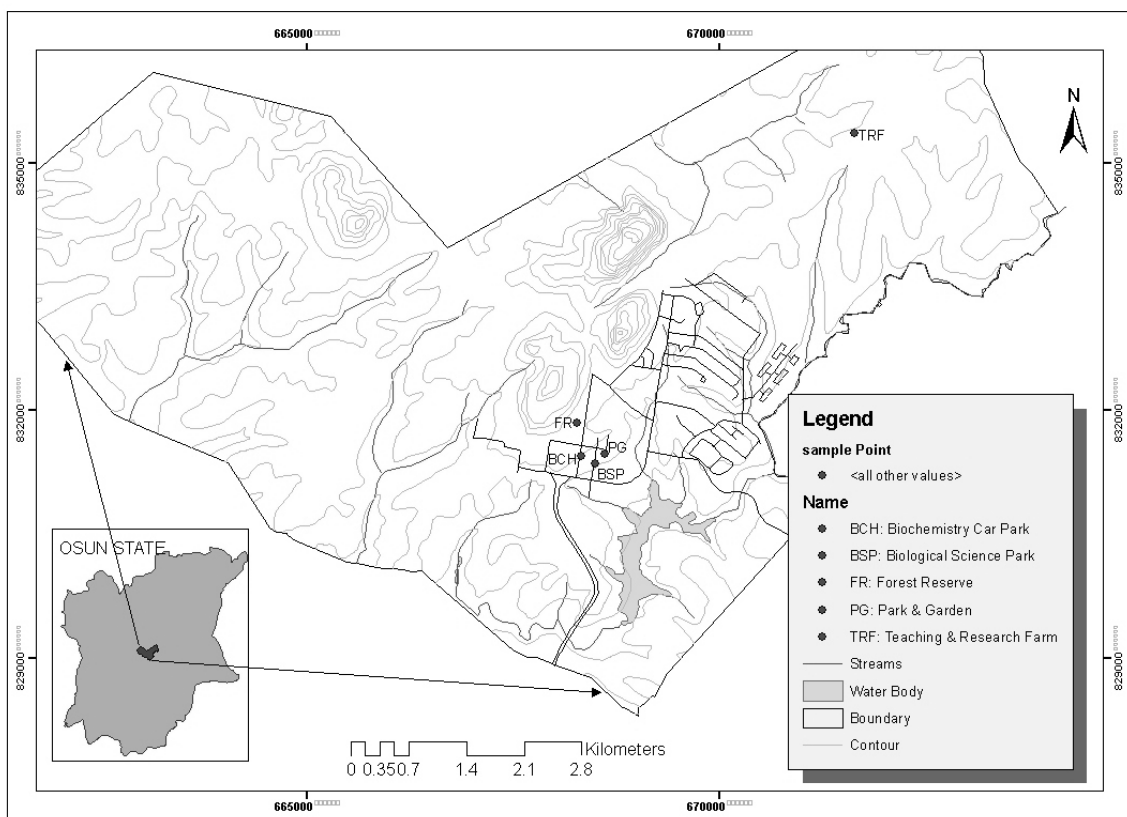 665000 670000
N
835000 835000
TRF
832000 832000
FR
PG
BCH
BSP
829000 829000
OSUN STATE
Legend
sample Point
<all other values>
Name
BCH: Biochemistry Car Park
BSP: Biological Science Park
FR: Forest Reserve
PG: Park & Garden
TRF: Teaching & Research Farm
Streams
Water Body
Boundary
Contour
Kilometers
0 0.35 0.7 1.4 2.1 2.8
665000 670000